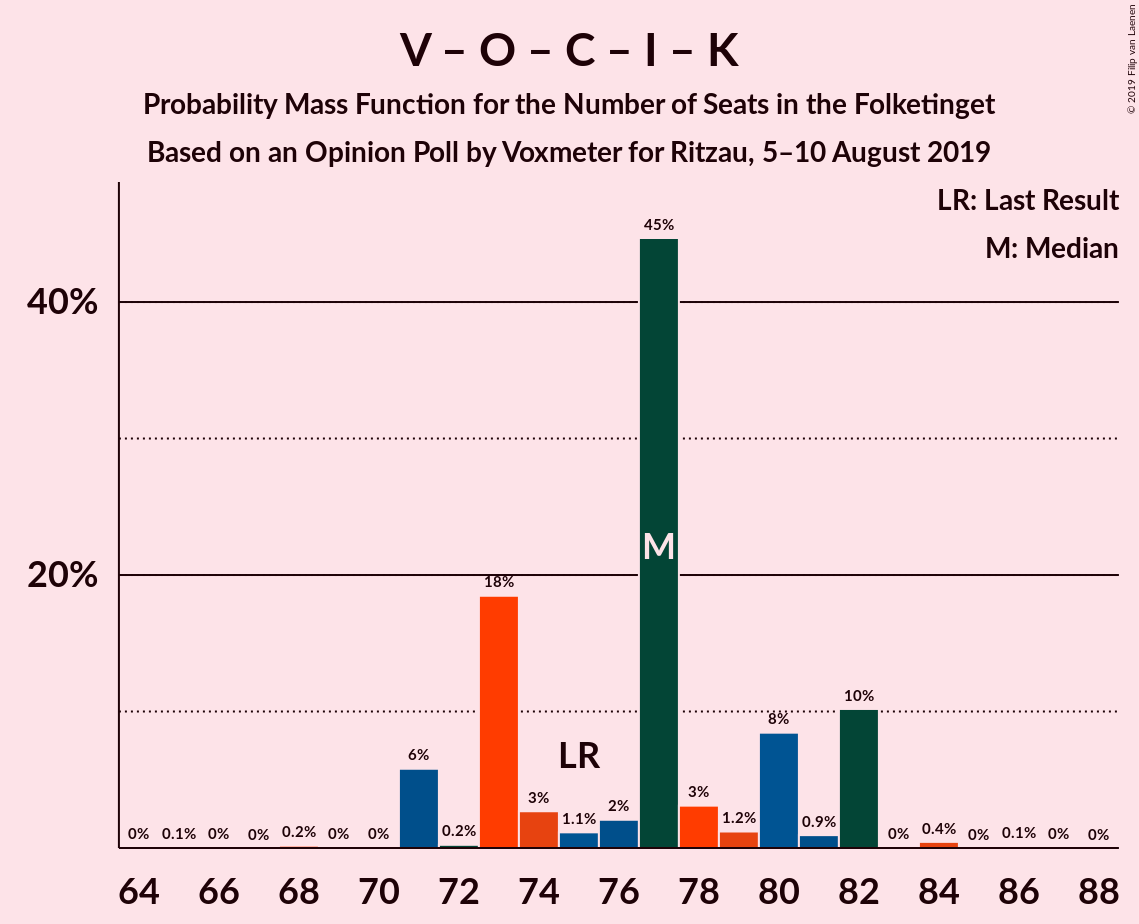 V – O – C – I – K
Probability Mass Function for the Number of Seats in the Folketinget
Based on an Opinion Poll by Voxmeter for Ritzau, 5–10 August 2019
© 2019 Filip van Laenen
LR: Last Result
M: Median
40%
20%
0% 0.1% 0% 0% 0.2% 0% 0% 6% 0.2% 18% 3% 1.1% 2% 45% 3% 1.2% 8% 0.9% 10% 0% 0.4% 0% 0.1% 0% 0%
LR
M
64 66 68 70 72 74 76 78 80 82 84 86 88